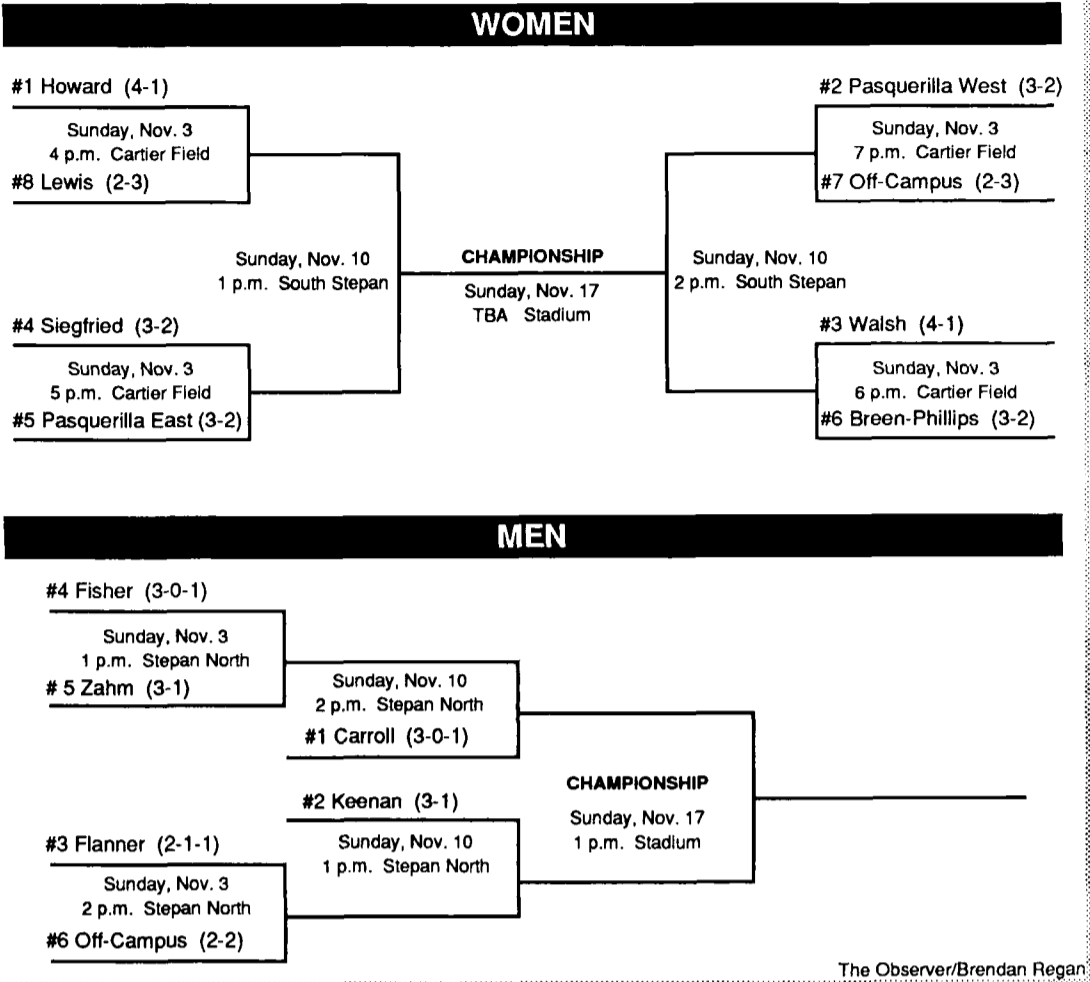 WOMEN
#1 Howard (4-1)
Sunday, Nov. 3
4 p.m. Cartier Field
#8 Lewis (2-3)
Sunday, Nov. 10
1 p.m. South Stepan
#4 Siegfried (3-2)
Sunday, Nov. 3
5 p.m. Cartier Field
#5 Pasquerilla East (3-2)
CHAMPIONSHIP
Sunday, Nov. 17
TBA Stadium
#2 Pasquerilla West (3-2)
Sunday, Nov. 3
7 p.m. Cartier Field
#7 Off-Campus (2-3)
Sunday, Nov. 10
2 p.m. South Stepan
#3 Walsh (4-1)
Sunday, Nov. 3
6 p.m. Cartier Field
#6 Breen-Phillips (3-2)
MEN
#4 Fisher (3-0-1)
Sunday, Nov. 3
1 p.m. Stepan North
# 5 Zahm (3-1)
Sunday, Nov. 10
2 p.m. Stepan North
#1 Carroll (3-0-1)
#2 Keenan (3-1)
Sunday, Nov. 10
1 p.m. Stepan North
#3 Flanner (2-1-1)
Sunday, Nov. 3
2 p.m. Stepan North
#6 Off-Campus (2-2)
CHAMPIONSHIP
Sunday, Nov. 17
1 p.m. Stadium
The Observer/Brendan Regan